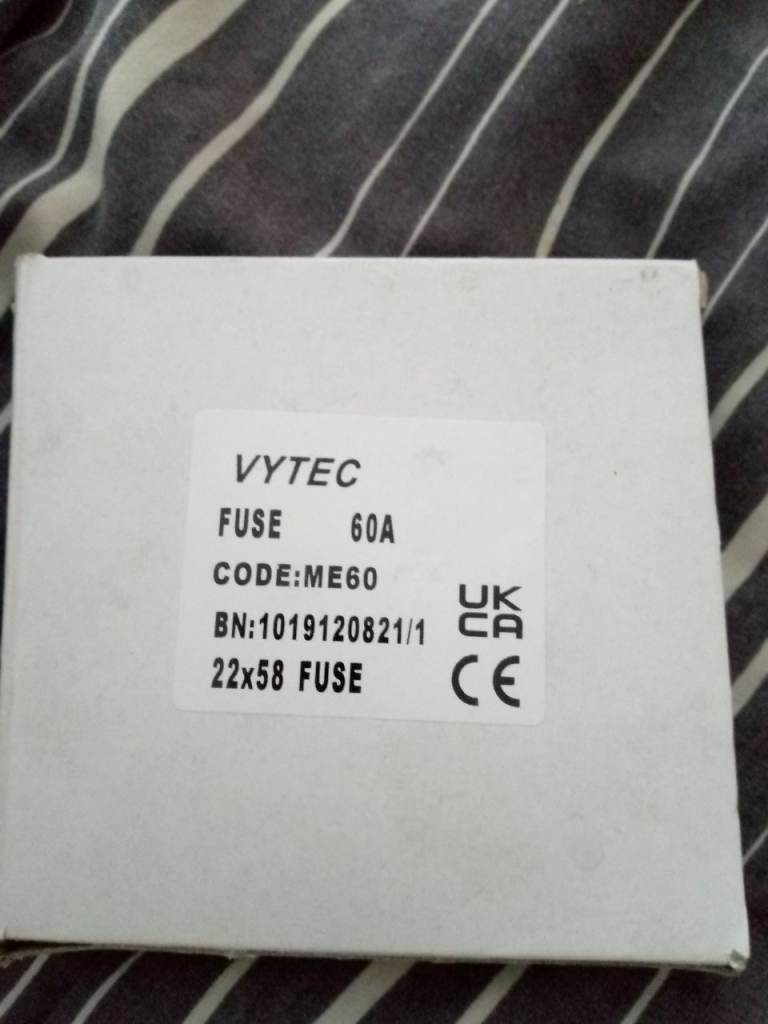 VYTEC
FUSE 60A
CODE:ME60
BN:1019120821/1
22x58 FUSE
UK
CA
CE